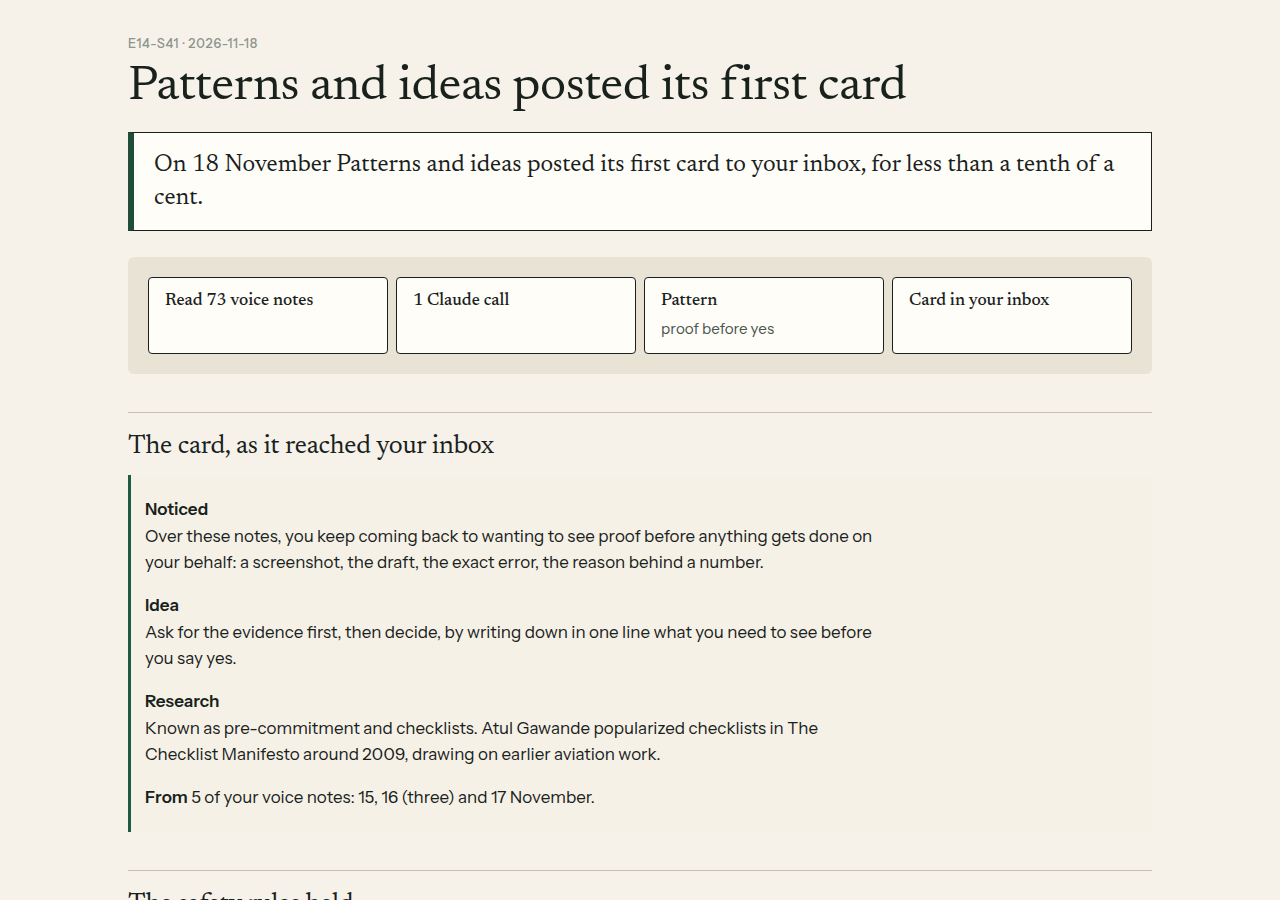 E14-S41 · 2026-11-18
Patterns and ideas posted its first card
On 18 November Patterns and ideas posted its first card to your inbox, for less than a tenth of a
cent.
Read 73 voice notes
1 Claude call
Pattern
proof before yes
Card in your inbox
The card, as it reached your inbox
Noticed
Over these notes, you keep coming back to wanting to see proof before anything gets done on
your behalf: a screenshot, the draft, the exact error, the reason behind a number.
Idea
Ask for the evidence first, then decide, by writing down in one line what you need to see before
you say yes.
Research
Known as pre-commitment and checklists. Atul Gawande popularized checklists in The
Checklist Manifesto around 2009, drawing on earlier aviation work.
From 5 of your voice notes: 15, 16 (three) and 17 November.
The safety rules held